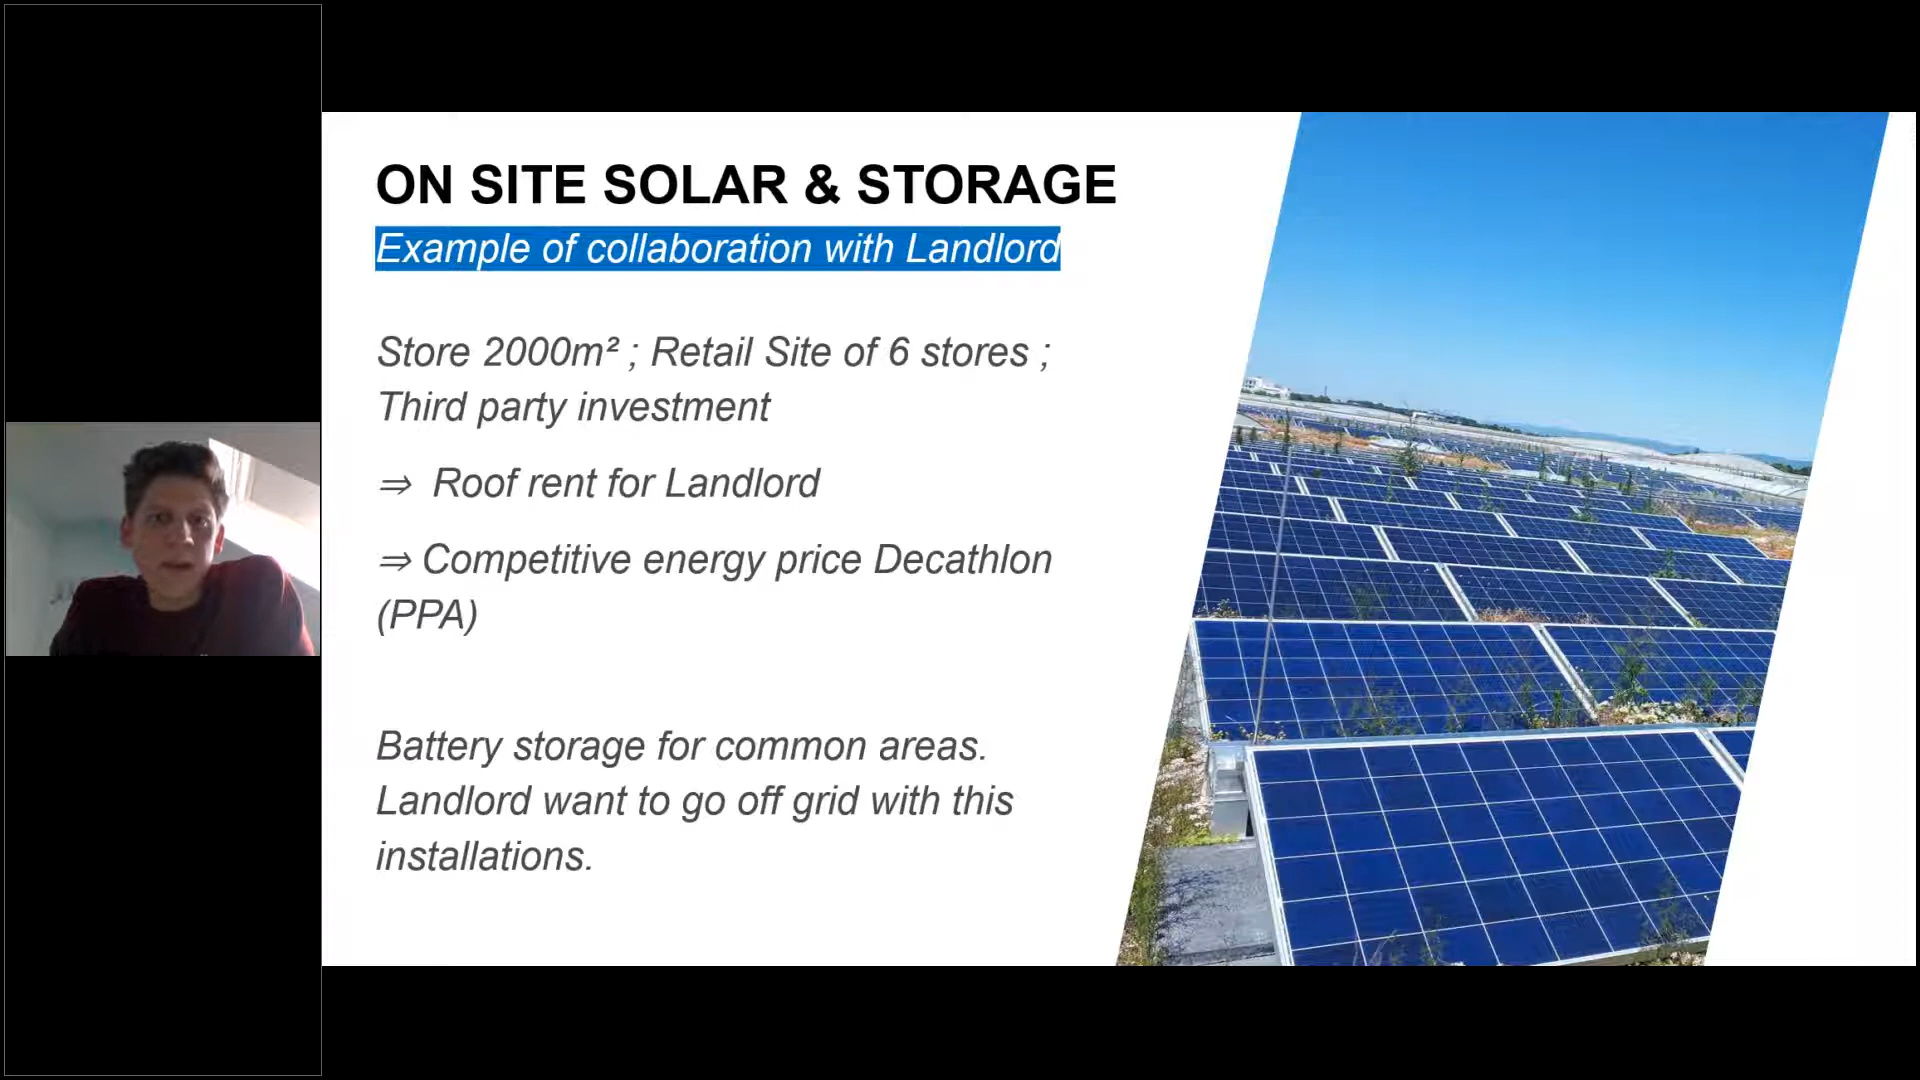 ON SITE SOLAR & STORAGE
Example of collaboration with Landlord
Store 2000m² ; Retail Site of 6 stores ;
Third party investment
⇒ Roof rent for Landlord
⇒ Competitive energy price Decathlon
(PPA)
Battery storage for common areas.
Landlord want to go off grid with this
installations.